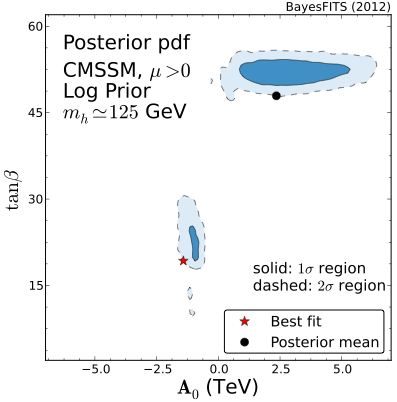 BayesFITS (2012)
Posterior pdf
CMSSM, μ > 0
Log Prior
m_h ≃ 125 GeV
60
45
30
15
tanβ
solid: 1σ region
dashed: 2σ region
Best fit
Posterior mean
−5.0 −2.5 0.0 2.5 5.0
A₀ (TeV)